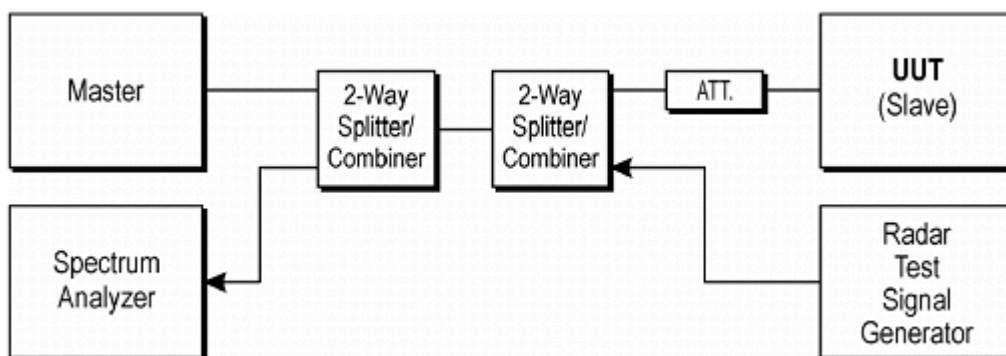 Master
2-Way
Splitter/
Combiner
2-Way
Splitter/
Combiner
ATT.
UUT
(Slave)
Spectrum
Analyzer
Radar
Test
Signal
Generator